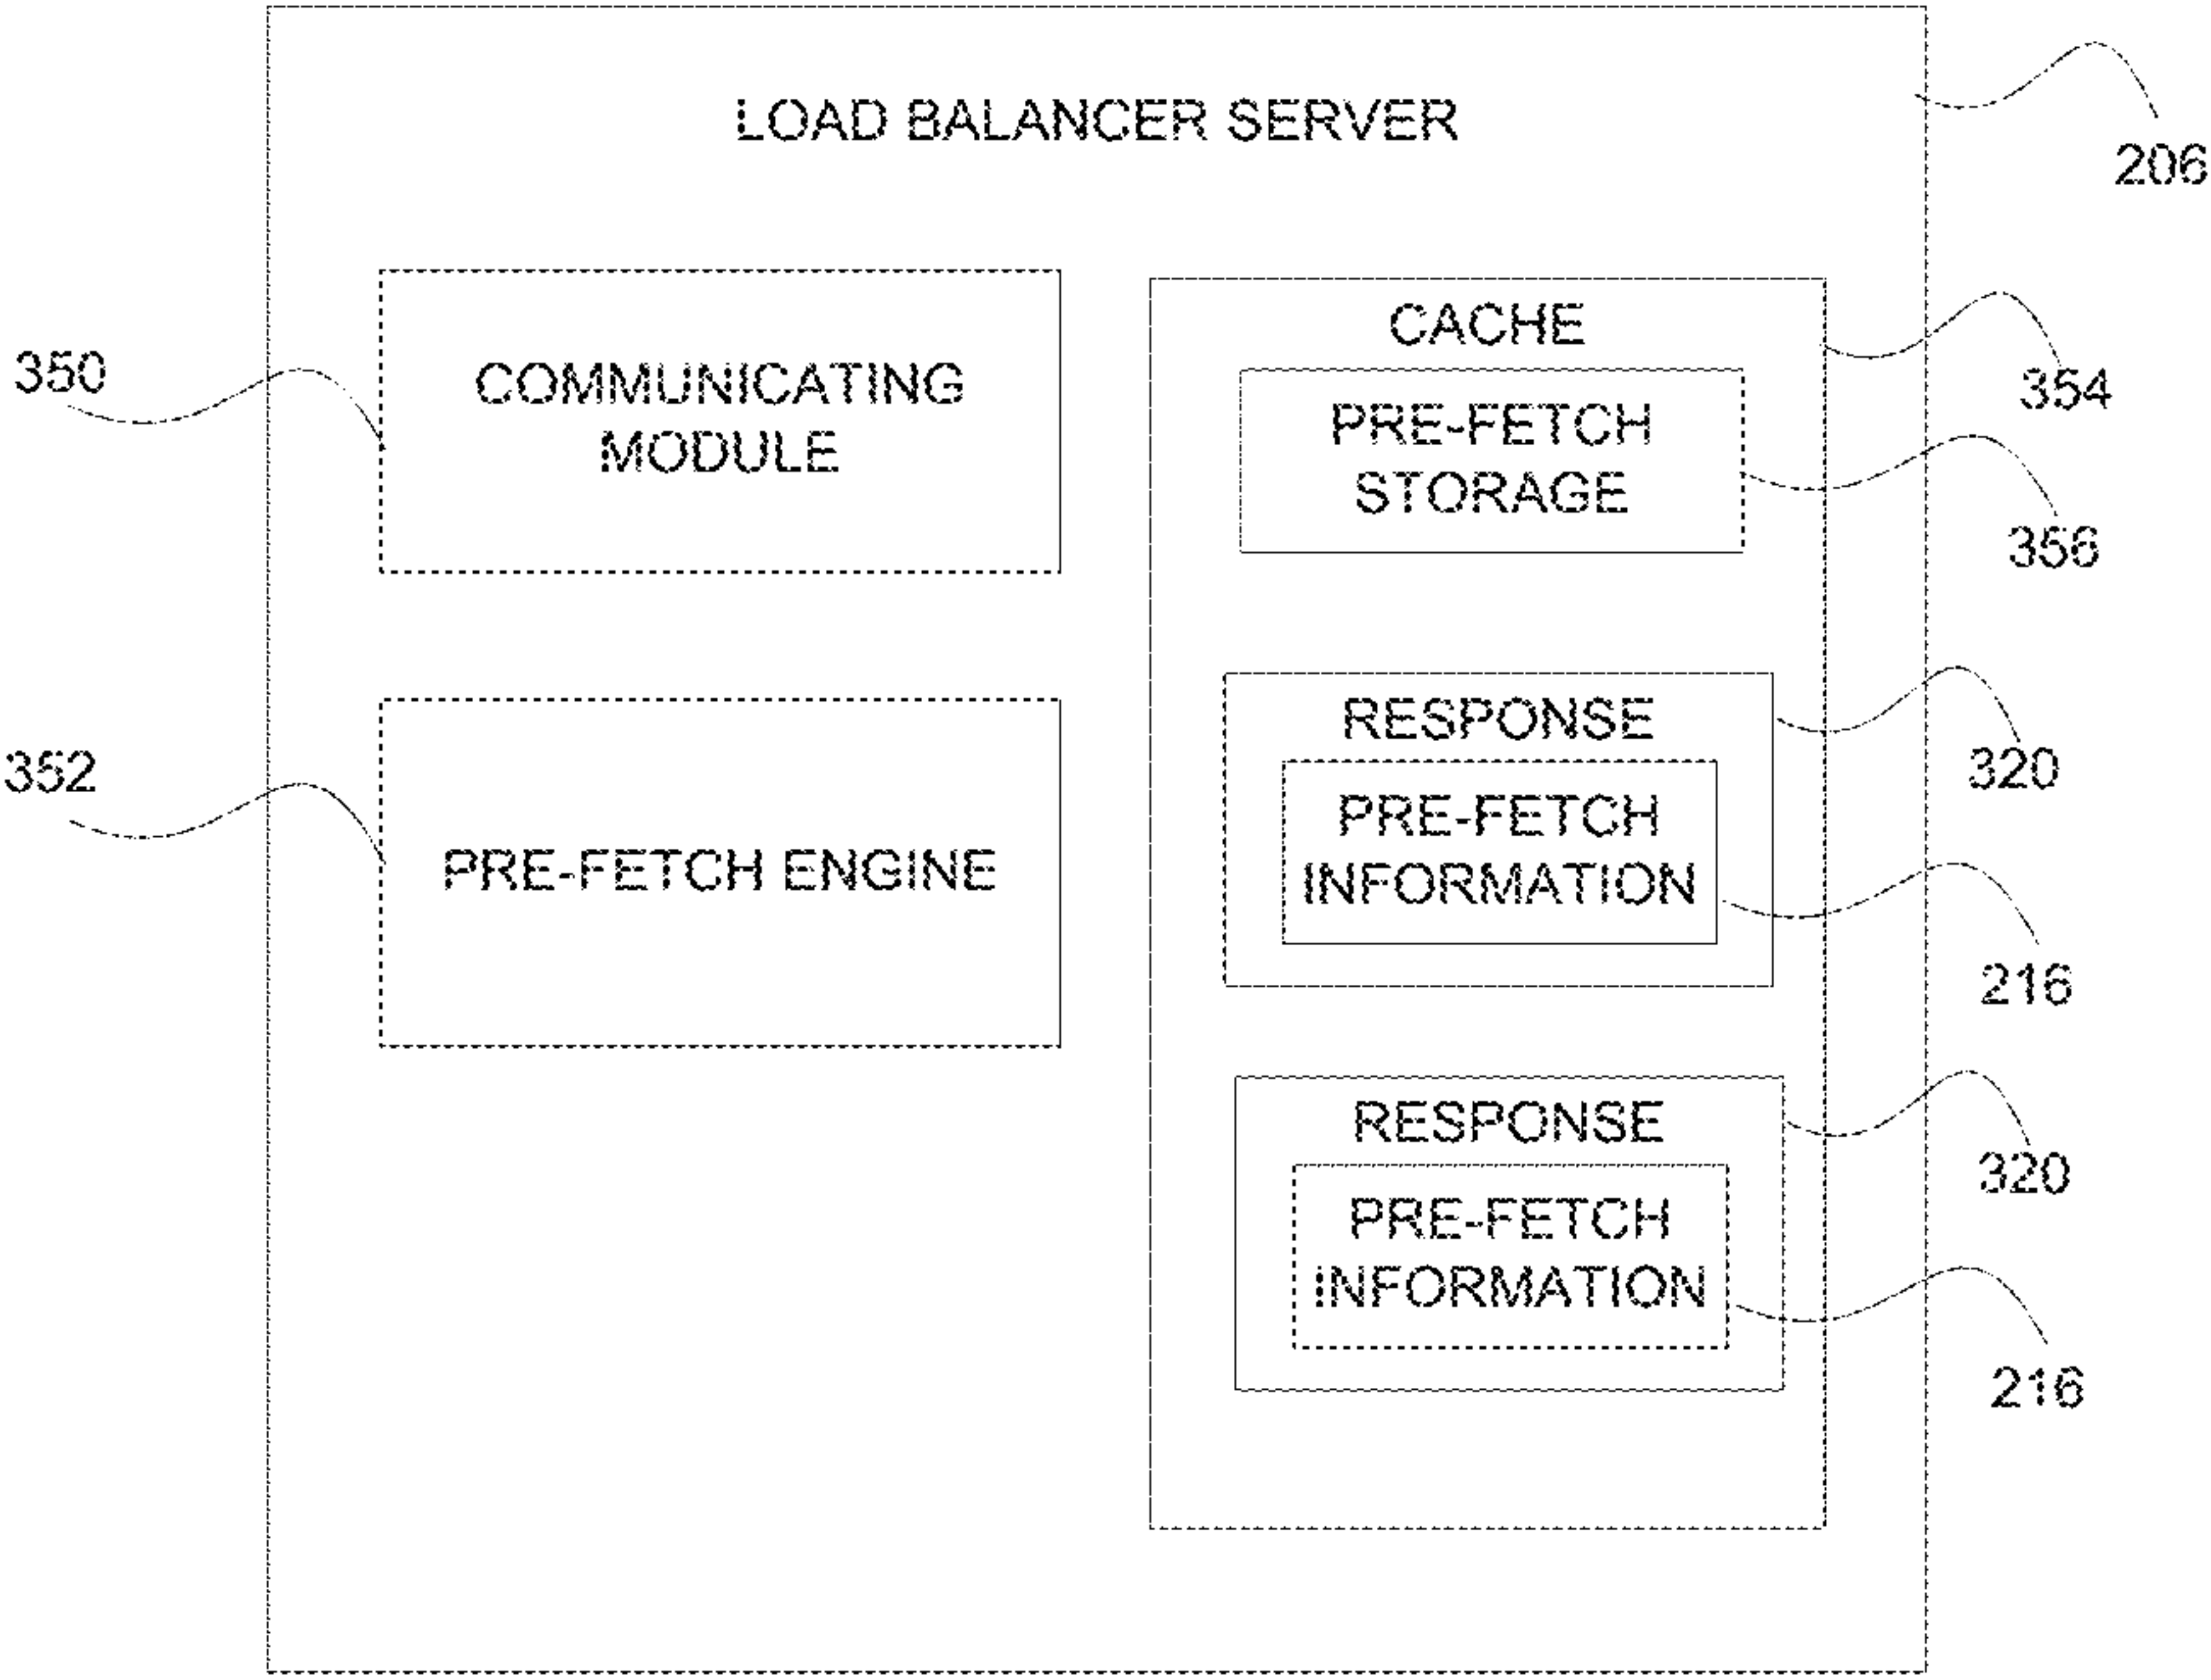 LOAD BALANCER SERVER
206
350
COMMUNICATING
MODULE
CACHE
354
PRE-FETCH
STORAGE
356
352
PRE-FETCH ENGINE
RESPONSE
320
PRE-FETCH
INFORMATION
216
RESPONSE
320
PRE-FETCH
INFORMATION
216